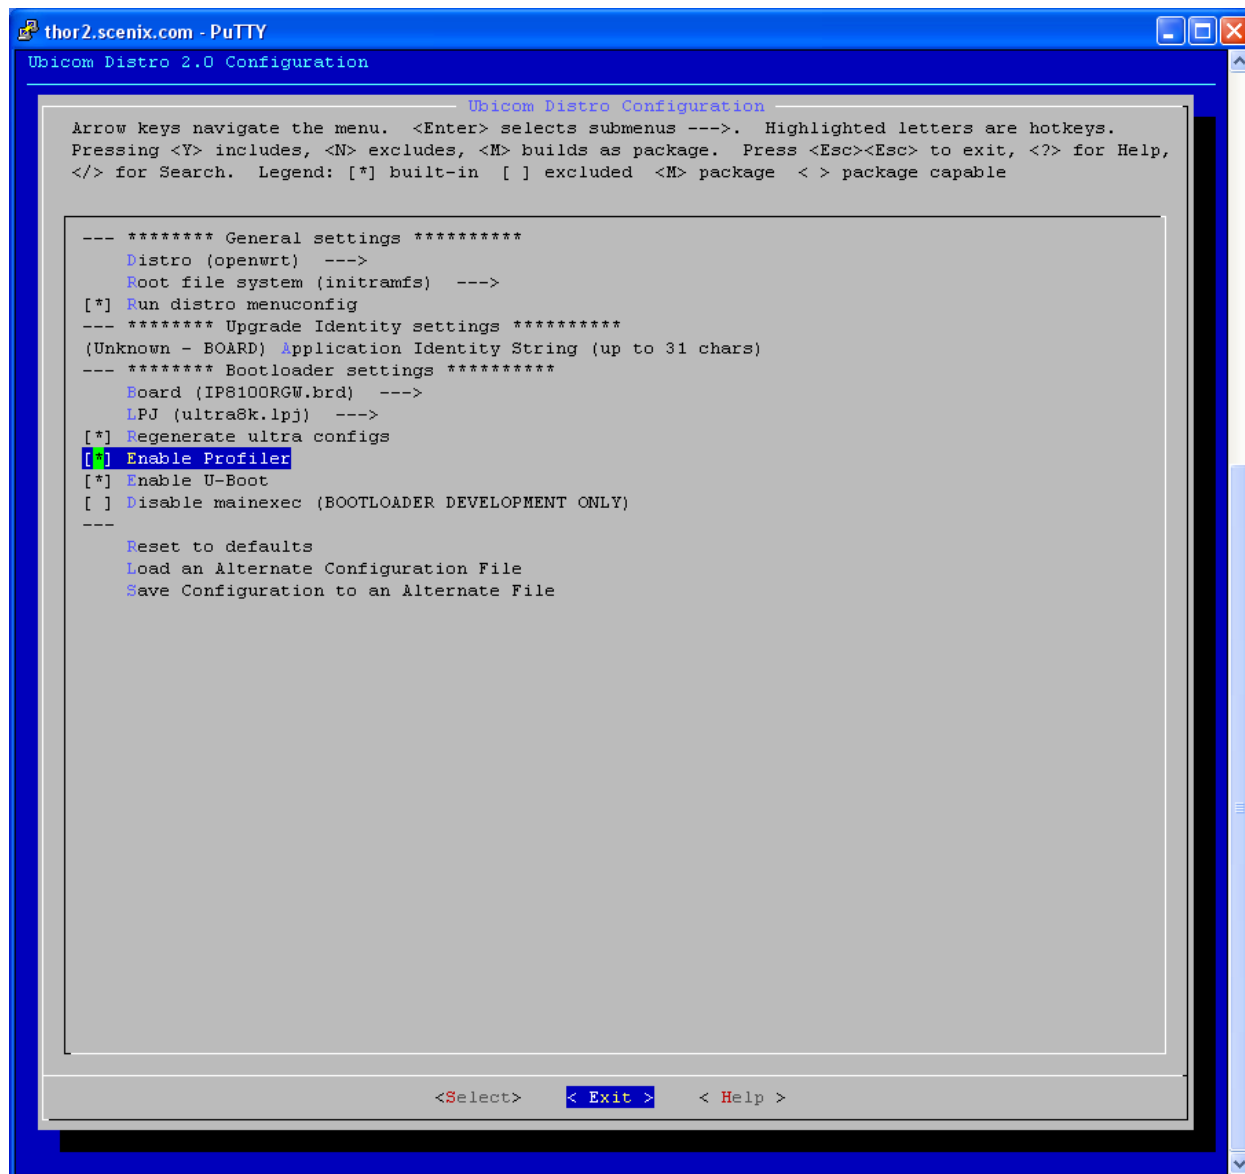 thor2.scenix.com - PuTTY
Ubicom Distro 2.0 Configuration
Ubicom Distro Configuration
Arrow keys navigate the menu.  <Enter> selects submenus --->.  Highlighted letters are hotkeys.
Pressing <Y> includes, <N> excludes, <M> builds as package.  Press <Esc><Esc> to exit, <?> for Help,
</> for Search.  Legend: [*] built-in  [ ] excluded  <M> package  < > package capable
--- ******** General settings **********
Distro (openwrt)  --->
Root file system (initramfs)  --->
[*] Run distro menuconfig
--- ******** Upgrade Identity settings **********
(Unknown - BOARD) Application Identity String (up to 31 chars)
--- ******** Bootloader settings **********
Board (IP8100RGW.brd)  --->
LPJ (ultra8k.lpj)  --->
[*] Regenerate ultra configs
[*] Enable Profiler
[*] Enable U-Boot
[ ] Disable mainexec (BOOTLOADER DEVELOPMENT ONLY)
---
Reset to defaults
Load an Alternate Configuration File
Save Configuration to an Alternate File
<Select>    < Exit >    < Help >